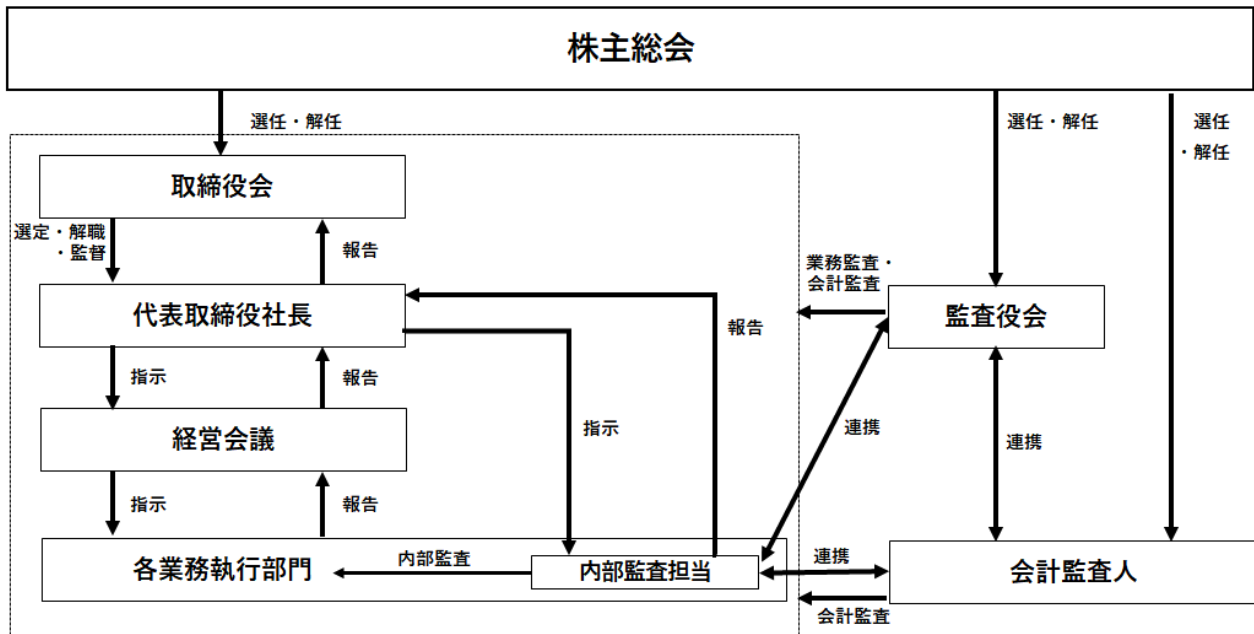 株主総会
選任・解任
選任・解任
選任
・解任
取締役会
選定・解職
・監督
報告
業務監査・
会計監査
代表取締役社長
監査役会
報告
指示
報告
経営会議
指示
連携
連携
指示
報告
各業務執行部門
内部監査
内部監査担当
連携
会計監査人
会計監査